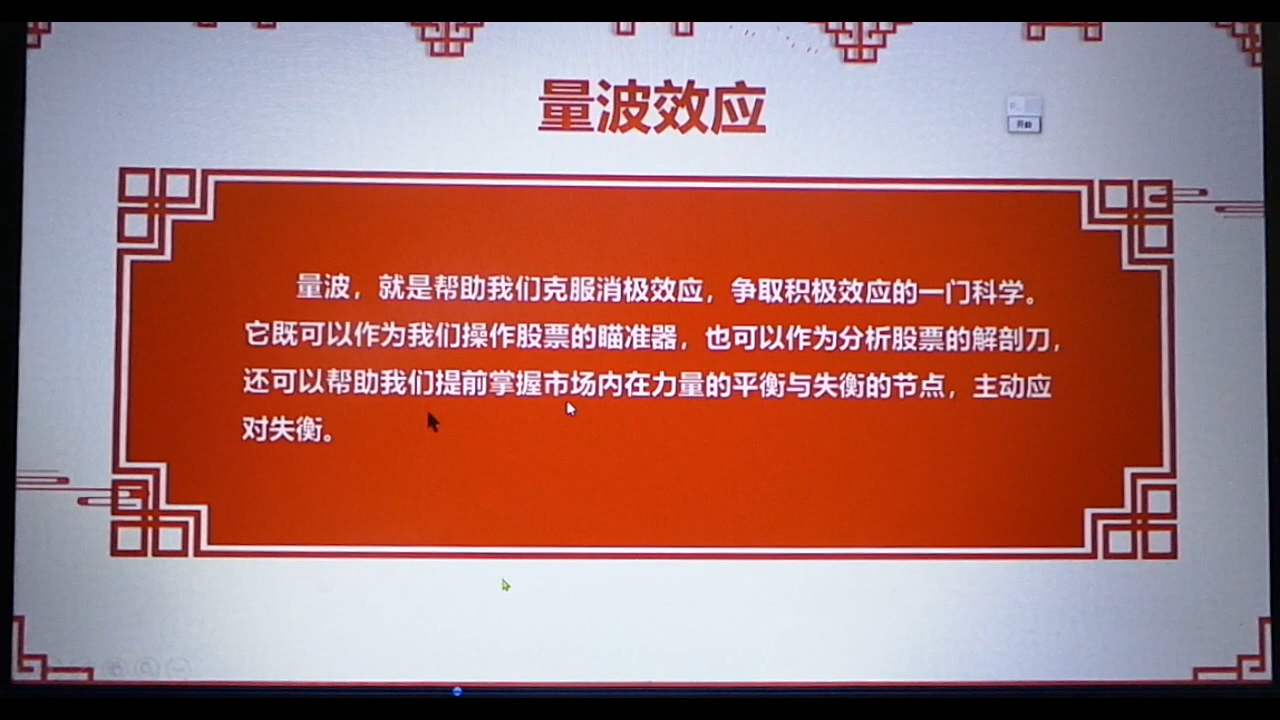 量波效应
开始
量波，就是帮助我们克服消极效应，争取积极效应的一门科学。
它既可以作为我们操作股票的瞄准器，也可以作为分析股票的解剖刀，
还可以帮助我们提前掌握市场内在力量的平衡与失衡的节点，主动应
对失衡。